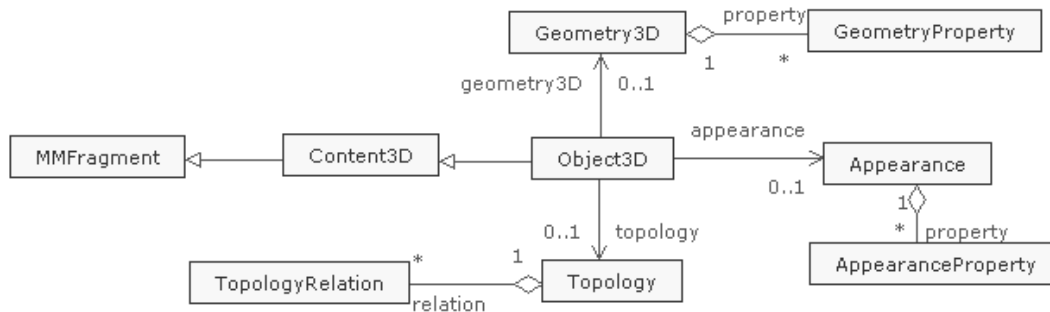 property
Geometry3D
GeometryProperty
1
*
geometry3D
0..1
appearance
MMFragment
Content3D
Object3D
Appearance
0..1
1
0..1
topology
*
property
*
1
AppearanceProperty
TopologyRelation
Topology
relation